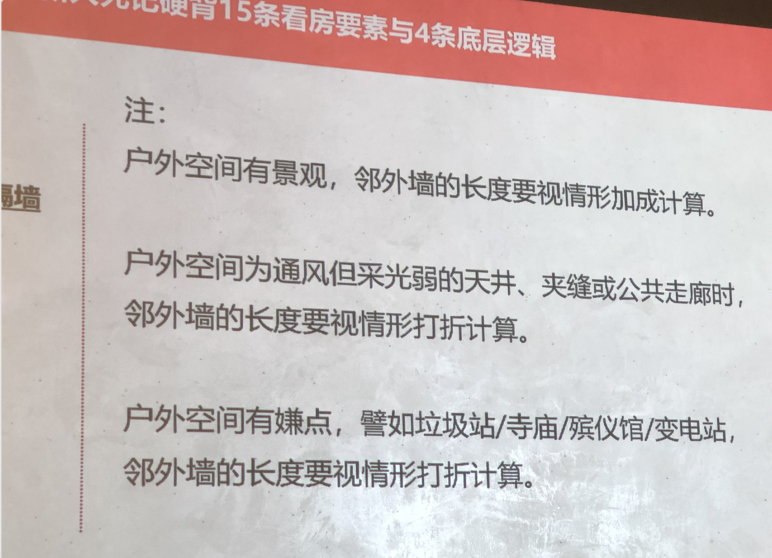 人死记硬背15条看房要素与4条底层逻辑
隔墙
注：
户外空间有景观，邻外墙的长度要视情形加成计算。
户外空间为通风但采光弱的天井、夹缝或公共走廊时，
邻外墙的长度要视情形打折计算。
户外空间有嫌点，譬如垃圾站/寺庙/殡仪馆/变电站，
邻外墙的长度要视情形打折计算。